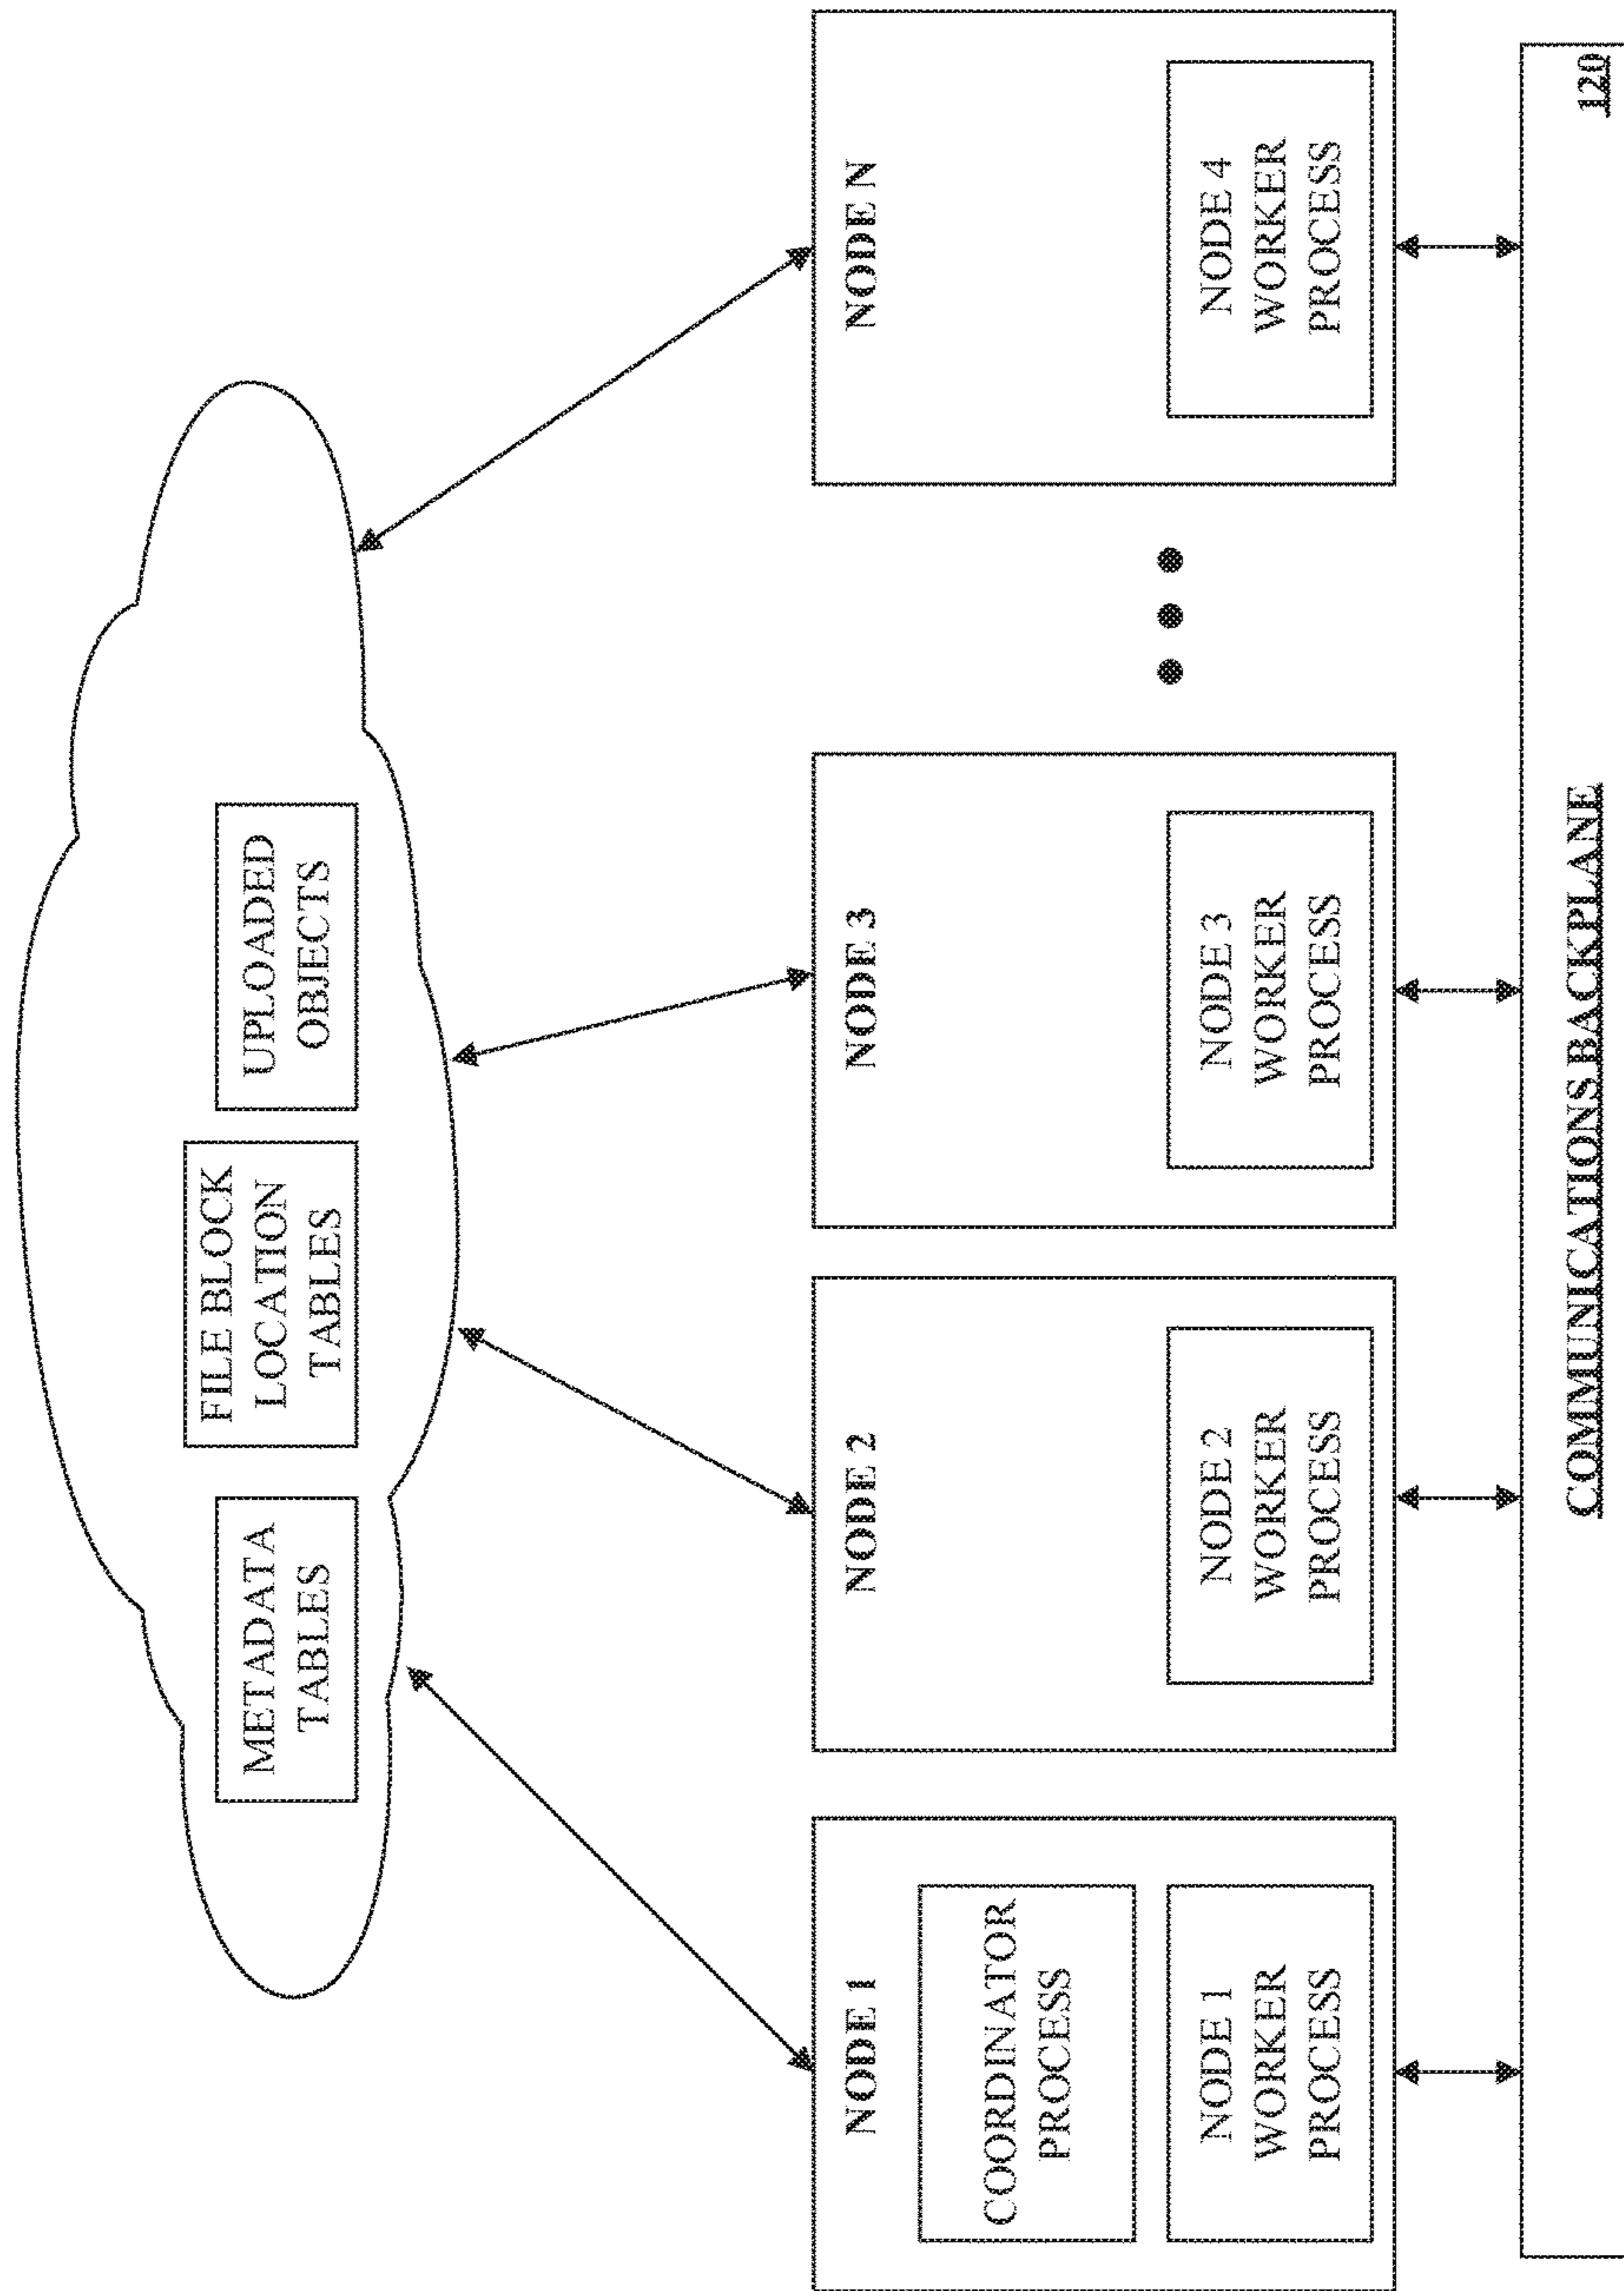 METADATA
TABLES
FILE BLOCK
LOCATION
TABLES
UPLOADED
OBJECTS
NODE 1
COORDINATOR
PROCESS
NODE 1
WORKER
PROCESS
NODE 2
NODE 2
WORKER
PROCESS
NODE 3
NODE 3
WORKER
PROCESS
NODE N
NODE 4
WORKER
PROCESS
COMMUNICATIONS BACKPLANE
120